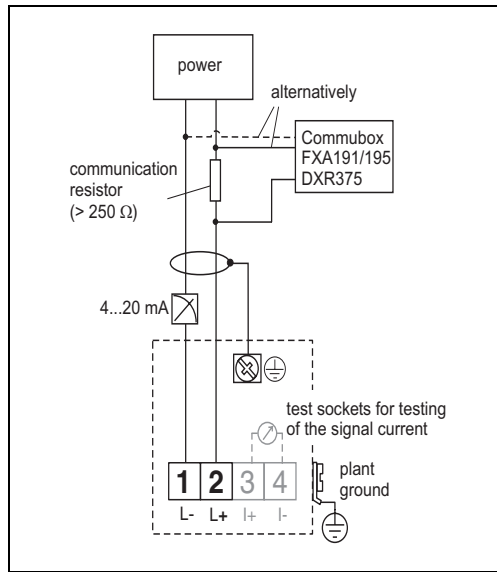 power
alternatively
Commubox
FXA191/195
DXR375
communication
resistor
(> 250 Ω)
4...20 mA
test sockets for testing
of the signal current
1 2 3 4
L- L+ I+ I-
plant
ground